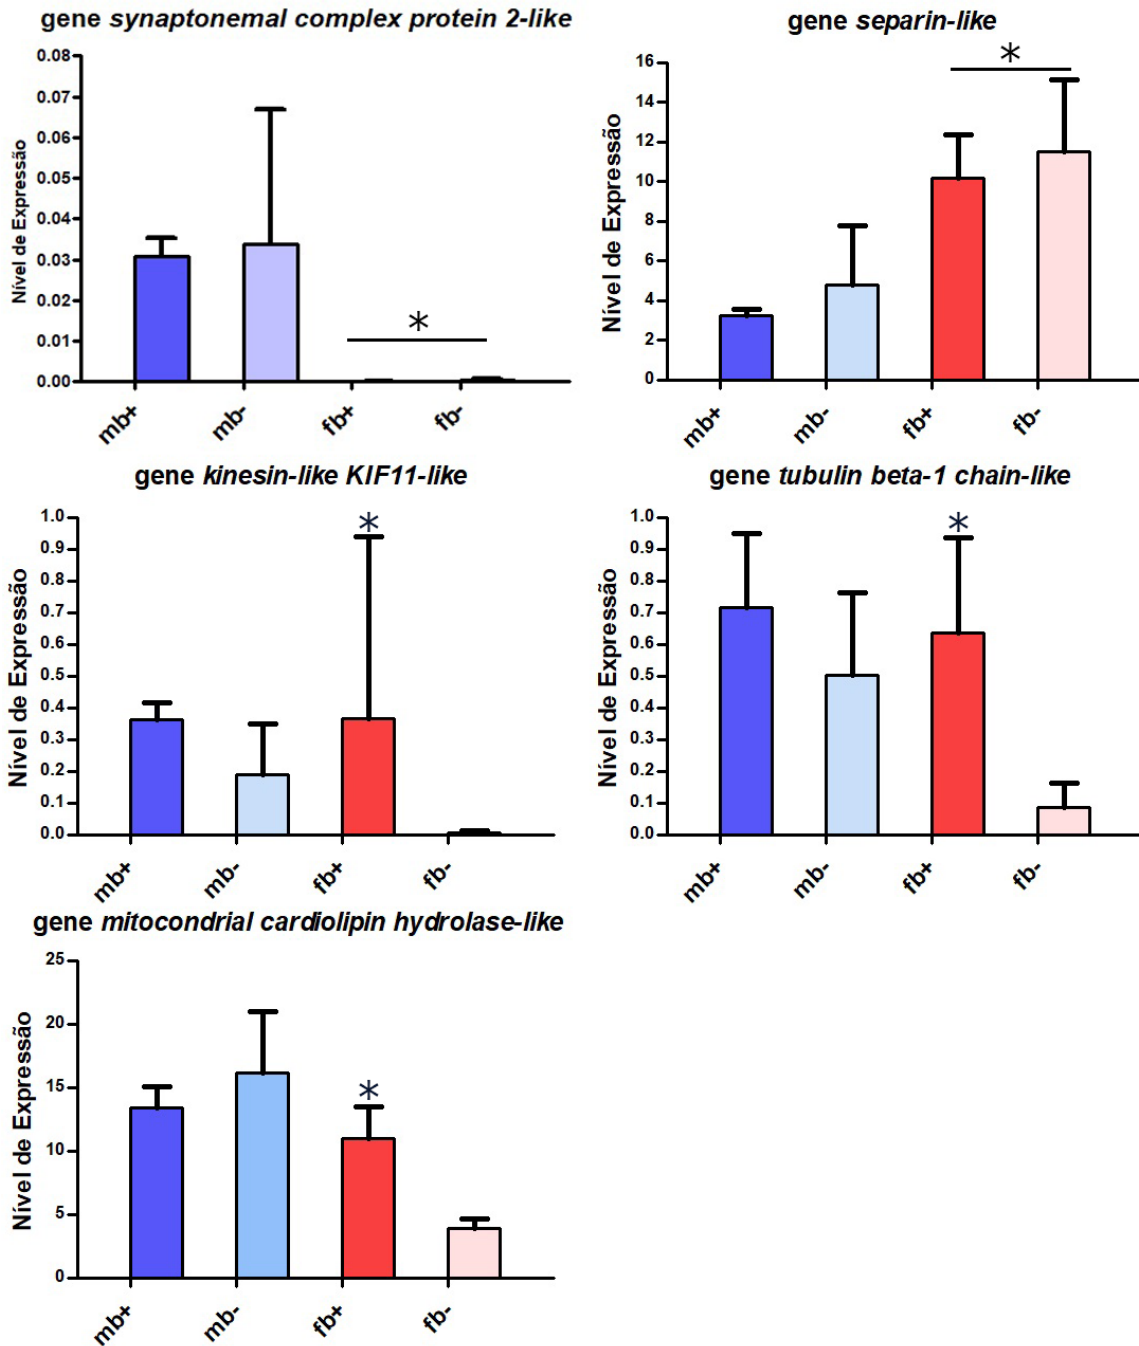 gene synaptonemal complex protein 2-like
Nível de Expressão
0.08
0.07
0.06
0.05
0.04
0.03
0.02
0.01
0.00
*
mb+
mb-
fb+
fb-
gene separin-like
Nível de Expressão
16
14
12
10
8
6
4
2
0
*
mb+
mb-
fb+
fb-
gene kinesin-like KIF11-like
Nível de Expressão
1.0
0.9
0.8
0.7
0.6
0.5
0.4
0.3
0.2
0.1
0.0
*
mb+
mb-
fb+
fb-
gene tubulin beta-1 chain-like
Nível de Expressão
1.0
0.9
0.8
0.7
0.6
0.5
0.4
0.3
0.2
0.1
0.0
*
mb+
mb-
fb+
fb-
gene mitocondrial cardiolipin hydrolase-like
Nível de Expressão
25
20
15
10
5
0
*
mb+
mb-
fb+
fb-